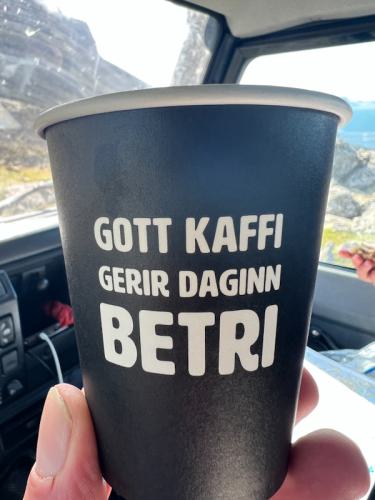 GOTT KAFFI
GERIR DAGINN
BETRI